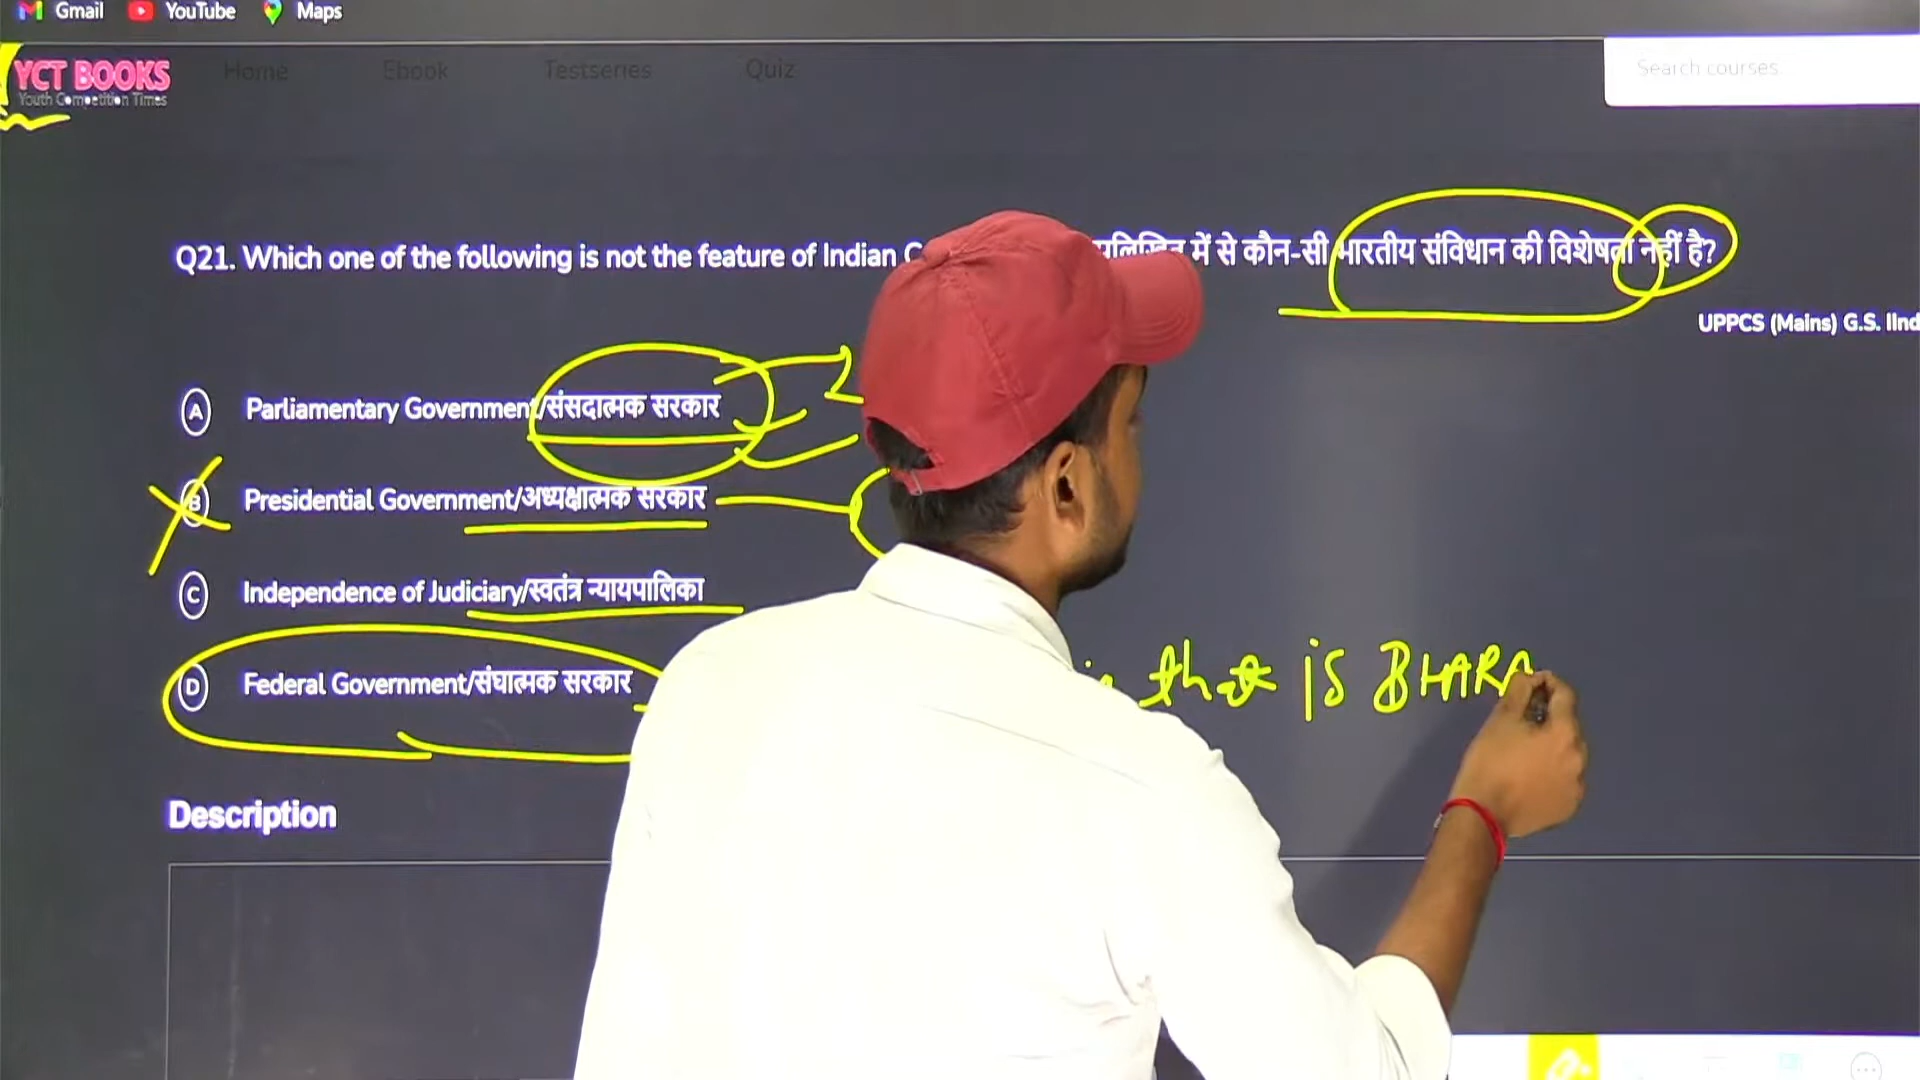 Gmail YouTube Maps
YCT BOOKS Home Ebook Testseries Quiz Search courses
Youth Competition Times
Q21. Which one of the following is not the feature of Indian में से कौन-सी भारतीय संविधान की विशेषता नहीं है?
UPPCS (Mains) G.S. IInd
A Parliamentary Government/संसदात्मक सरकार
B Presidential Government/अध्यक्षात्मक सरकार
C Independence of Judiciary/स्वतंत्र न्यायपालिका
D Federal Government/संघात्मक सरकार
that is BHARA
Description